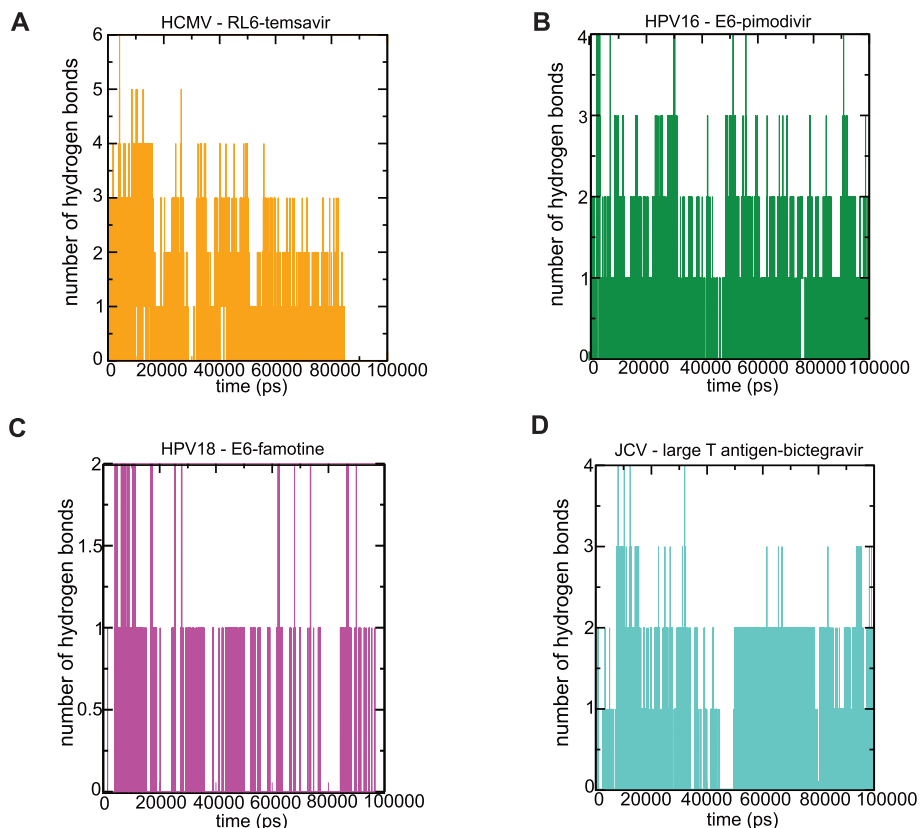 A
HCMV - RL6-temsavir
number of hydrogen bonds
6
5
4
3
2
1
0
0 20000 40000 60000 80000 100000
time (ps)
B
HPV16 - E6-pimodivir
number of hydrogen bonds
4
3
2
1
0
0 20000 40000 60000 80000 100000
time (ps)
C
HPV18 - E6-famotine
number of hydrogen bonds
2
1.5
1
0.5
0
0 20000 40000 60000 80000 100000
time (ps)
D
JCV - large T antigen-bictegravir
number of hydrogen bonds
4
3
2
1
0
0 20000 40000 60000 80000 100000
time (ps)